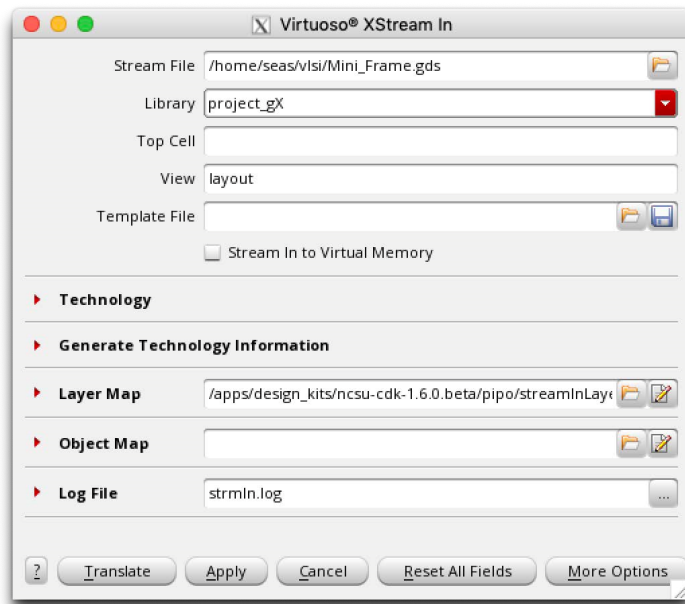 Virtuoso® XStream In
Stream File /home/seas/vlsi/Mini_Frame.gds
Library project_gX
Top Cell
View layout
Template File
Stream In to Virtual Memory
Technology
Generate Technology Information
Layer Map /apps/design_kits/ncsu-cdk-1.6.0.beta/pipo/streamInLaye
Object Map
Log File strmIn.log ...
? Translate Apply Cancel Reset All Fields More Options